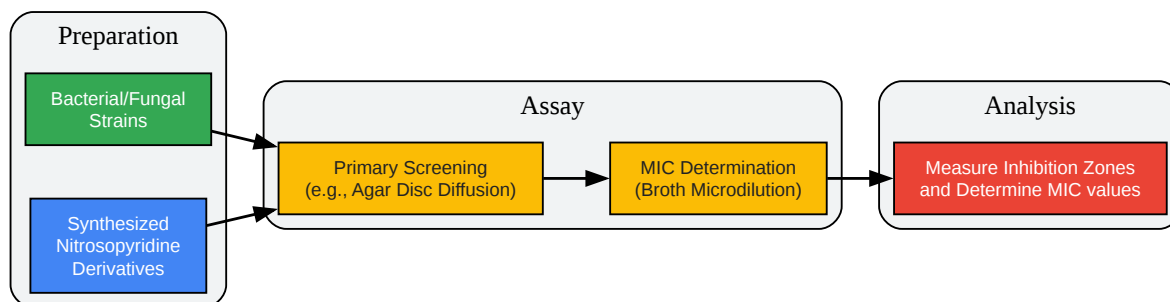 Preparation
Bacterial/Fungal
Strains
Synthesized
Nitrosopyridine
Derivatives
Assay
Primary Screening
(e.g., Agar Disc Diffusion)
MIC Determination
(Broth Microdilution)
Analysis
Measure Inhibition Zones
and Determine MIC values